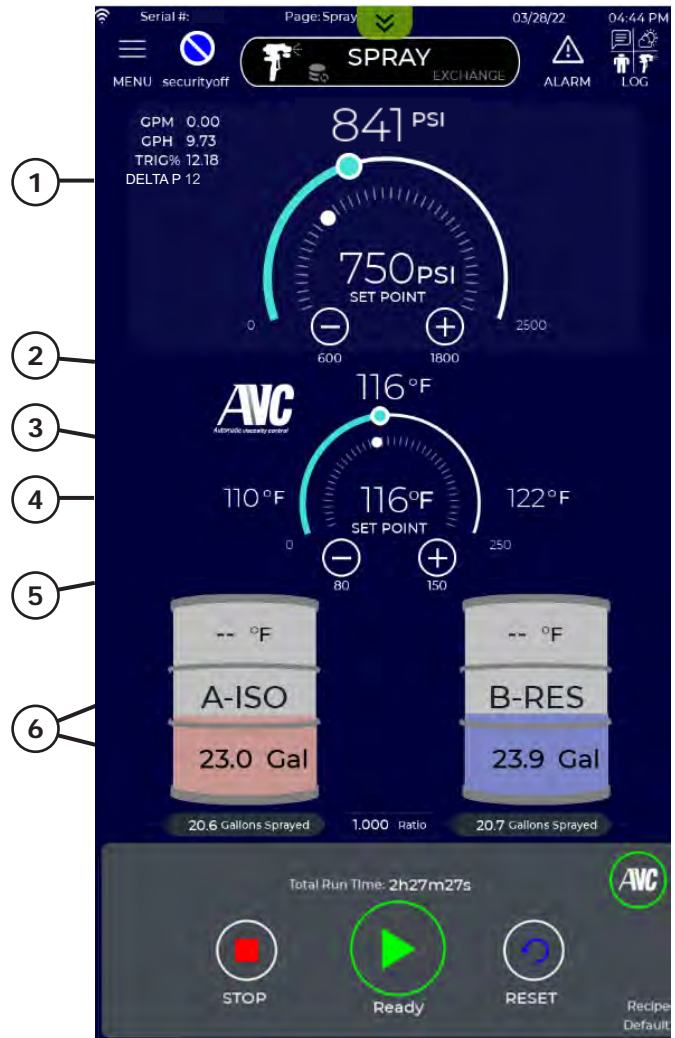 Serial #: Page: Spray 03/28/22 04:44 PM
MENU securityoff SPRAY EXCHANGE ALARM LOG
GPM 0.00
GPH 9.73
TRIG% 12.18
DELTA P 12
841 PSI
750 PSI
SET POINT
0 2500
600 1800
1
2
3
4
5
6
AVC
Automatic viscosity control
116 °F
110 °F 116°F 122 °F
SET POINT
0 250
80 150
-- °F -- °F
A-ISO B-RES
23.0 Gal 23.9 Gal
20.6 Gallons Sprayed 1.000 Ratio 20.7 Gallons Sprayed
Total Run Time: 2h27m27s
AVC
STOP Ready RESET
Recipe
Default